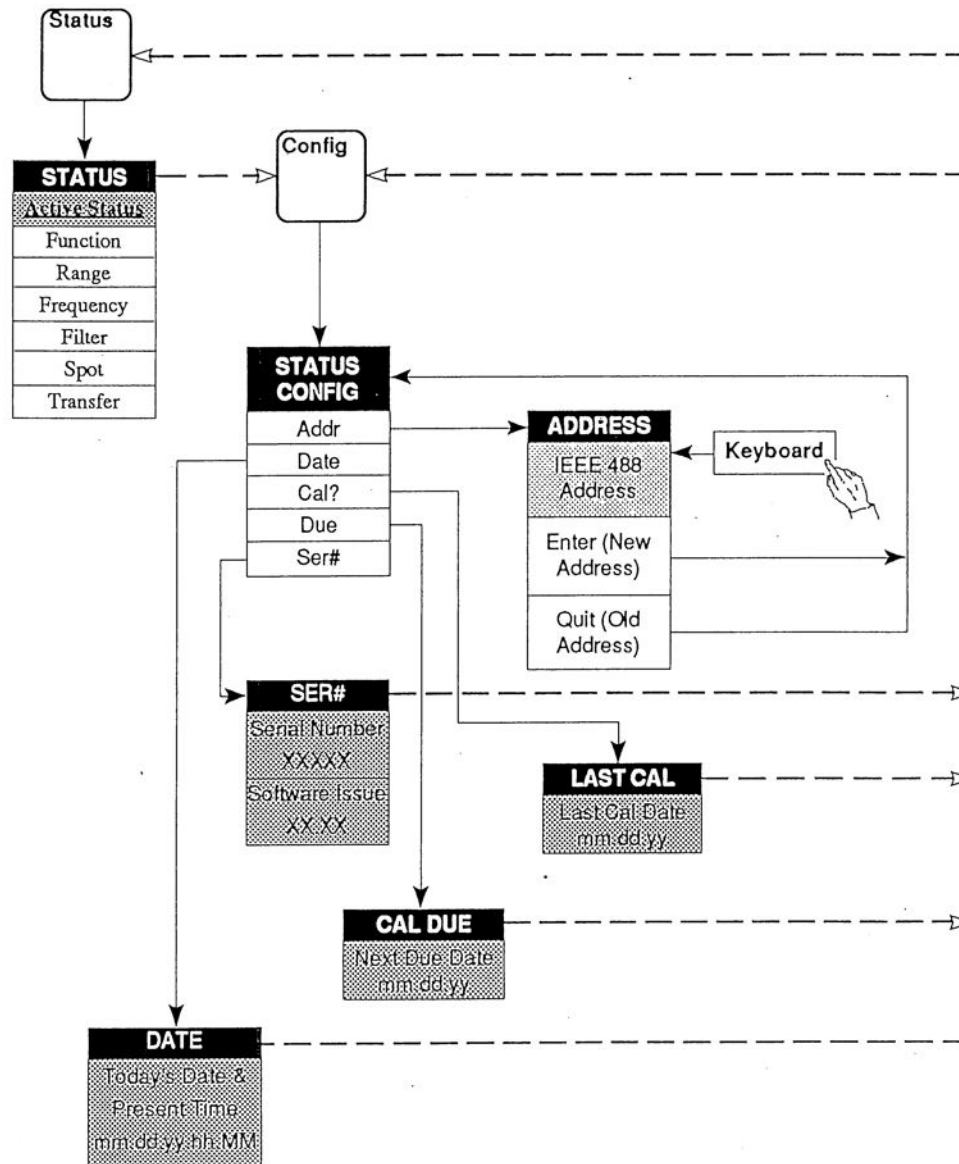 Status
Config
STATUS
Active Status
Function
Range
Frequency
Filter
Spot
Transfer
STATUS
CONFIG
Addr
Date
Cal?
Due
Ser#
ADDRESS
IEEE 488
Address
Enter (New
Address)
Quit (Old
Address)
Keyboard
SER#
Serial Number
XXXXX
Software Issue
XX.XX
LAST CAL
Last Cal Date
mm.dd.yy
CAL DUE
Next Due Date
mm.dd.yy
DATE
Today's Date &
Present Time
mm.dd.yy.hh.MM